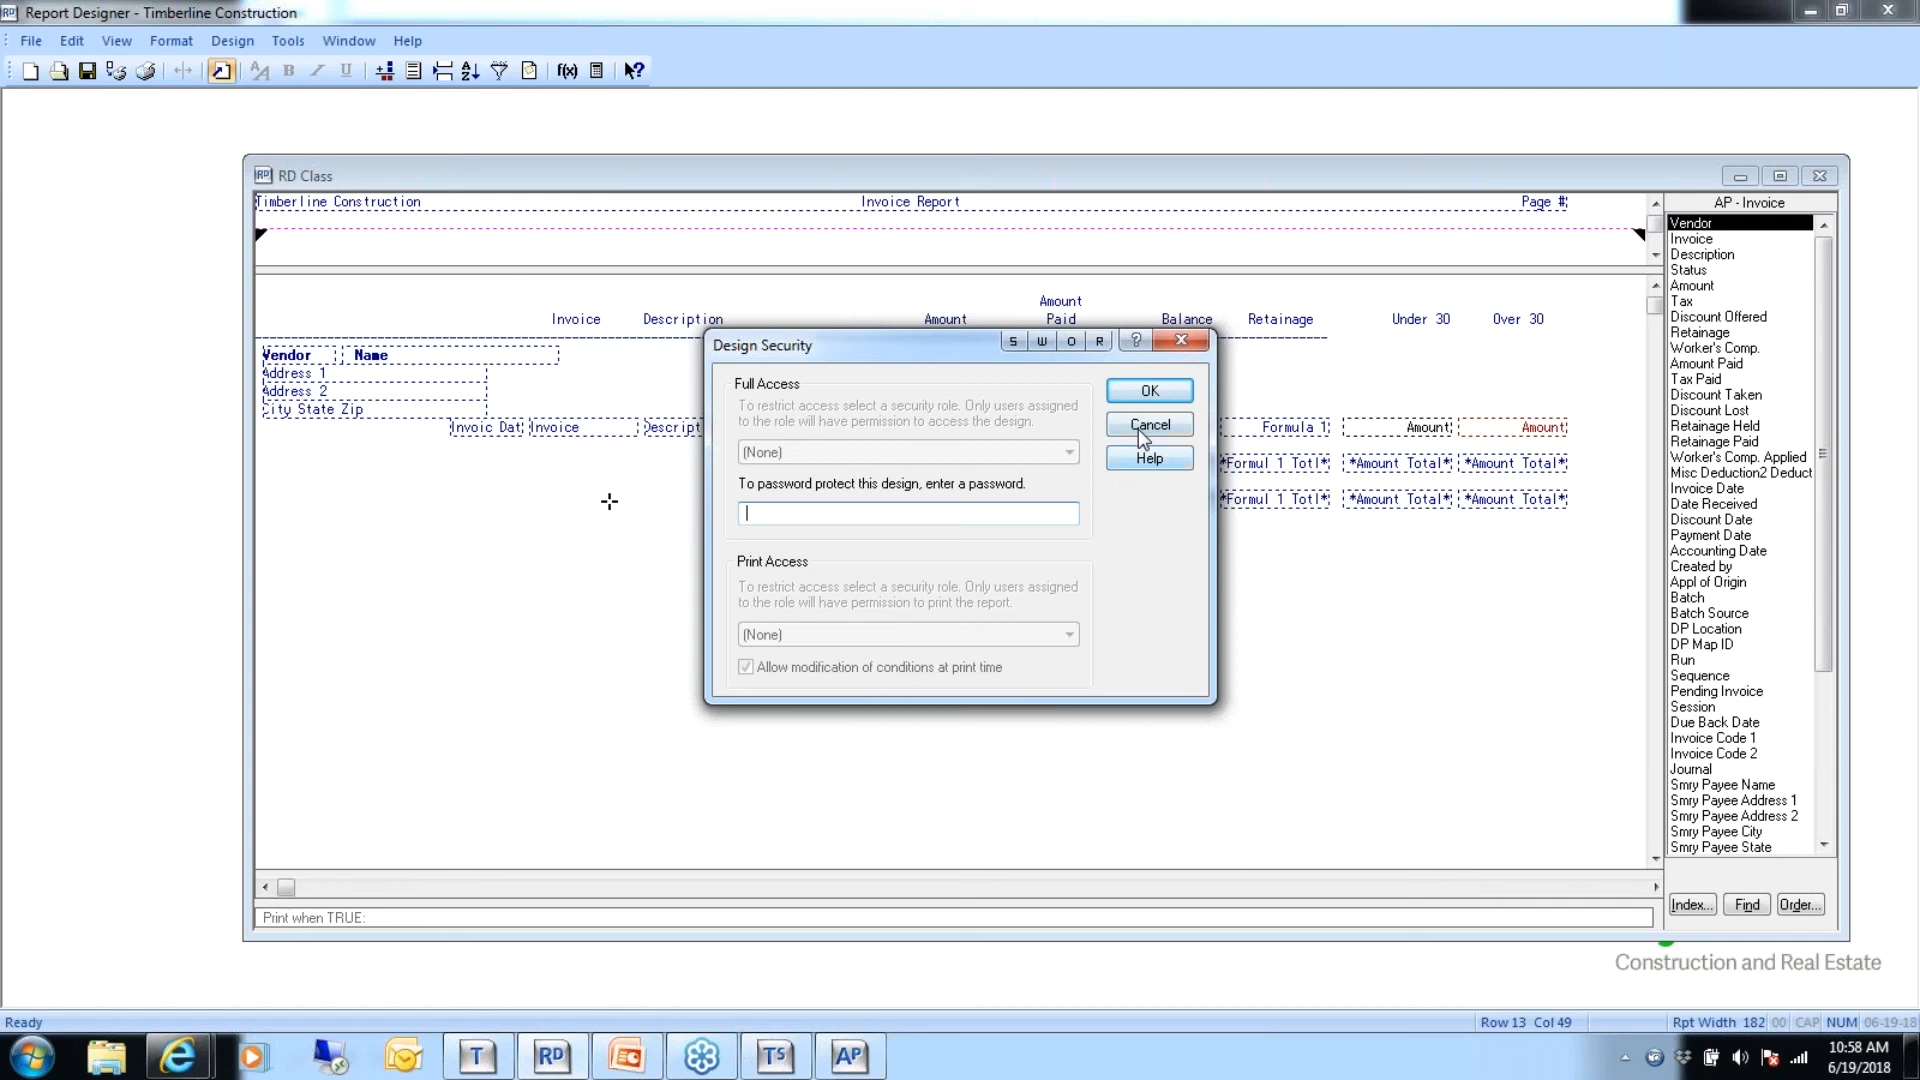 Report Designer - Timberline Construction
File Edit View Format Design Tools Window Help
RD Class
Timberline Construction Invoice Report Page #
Amount
Invoice Description Amount Paid Balance Retainage Under 30 Over 30
Vendor Name
Address 1
Address 2
City State Zip
Invoic Dat Invoice Descript Formula 1 Amount Amount
*Formul 1 Totl* *Amount Total* *Amount Total*
*Formul 1 Totl* *Amount Total* *Amount Total*
Design Security S W O R ?
Full Access
To restrict access select a security role. Only users assigned
to the role will have permission to access the design.
(None)
To password protect this design, enter a password.
Print Access
To restrict access select a security role. Only users assigned
to the role will have permission to print the report.
(None)
Allow modification of conditions at print time
OK
Cancel
Help
AP - Invoice
Vendor
Invoice
Description
Status
Amount
Tax
Discount Offered
Retainage
Worker's Comp.
Amount Paid
Tax Paid
Discount Taken
Discount Lost
Retainage Held
Retainage Paid
Worker's Comp. Applied
Misc Deduction2 Deduct
Invoice Date
Date Received
Discount Date
Payment Date
Accounting Date
Created by
Appl of Origin
Batch
Batch Source
DP Location
DP Map ID
Run
Sequence
Pending Invoice
Session
Due Back Date
Invoice Code 1
Invoice Code 2
Journal
Smry Payee Name
Smry Payee Address 1
Smry Payee Address 2
Smry Payee City
Smry Payee State
Index... Find Order...
Print when TRUE:
Construction and Real Estate
Ready Row 13 Col 49 Rpt Width 182 00 CAP NUM 06-19-18
T RD TS AP
10:58 AM
6/19/2018